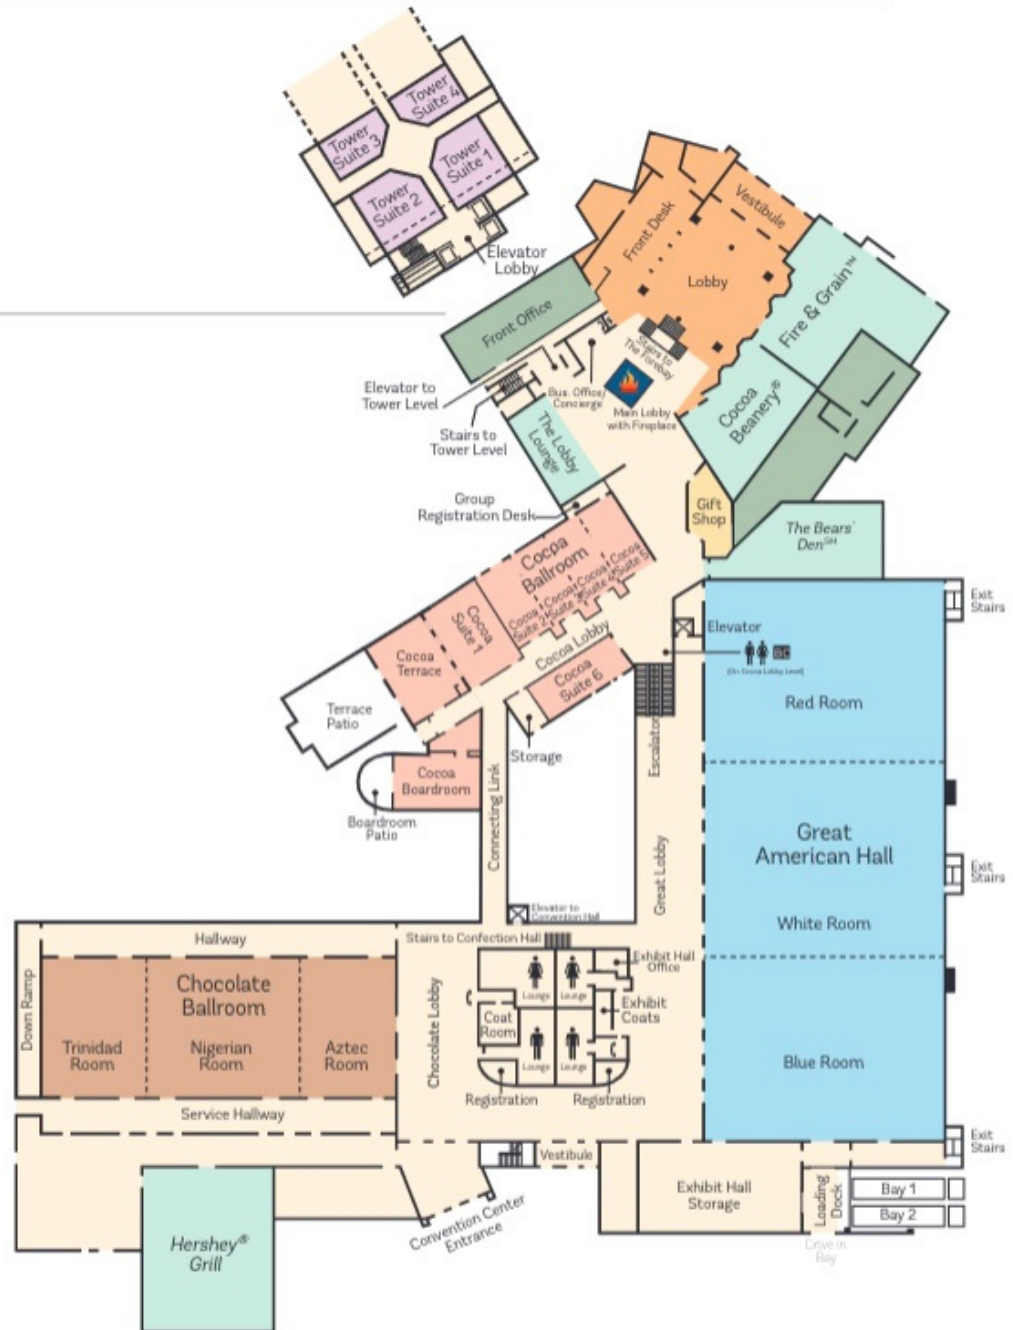 Tower
Suite 4
Tower
Suite 3
Tower
Suite 1
Tower
Suite 2
Elevator
Lobby
Vestibule
Front Desk
Lobby
Fire & Grain™
Front Office
Stairs to
The Forebay
Elevator to
Tower Level
Bus. Office/
Concierge
Main Lobby
with Fireplace
Cocoa
Beanery®
Stairs to
Tower Level
The Lobby
Lounge
Group
Registration Desk
Gift
Shop
The Bears'
Den℠
Cocoa
Ballroom
Cocoa
Suite 1
Cocoa
Suite 2
Cocoa
Suite 3
Cocoa
Suite 4
Cocoa
Suite 5
Exit
Stairs
Elevator
Cocoa Lobby
(On Cocoa Lobby Level)
Cocoa
Terrace
Cocoa
Suite 6
Red Room
Terrace
Patio
Storage
Escalator
Cocoa
Boardroom
Boardroom
Patio
Connecting Link
Great Lobby
Great
American Hall
Exit
Stairs
Elevator to
Convention Hall
White Room
Hallway
Stairs to Confection Hall
Exhibit Hall
Office
Down Ramp
Chocolate
Ballroom
Chocolate Lobby
Lounge
Lounge
Coat
Room
Exhibit
Coats
Trinidad
Room
Nigerian
Room
Aztec
Room
Lounge
Lounge
Blue Room
Registration
Registration
Service Hallway
Exit
Stairs
Vestibule
Exhibit Hall
Storage
Loading
Dock
Bay 1
Bay 2
Convention Center
Entrance
Hershey®
Grill
Drive in
Bay